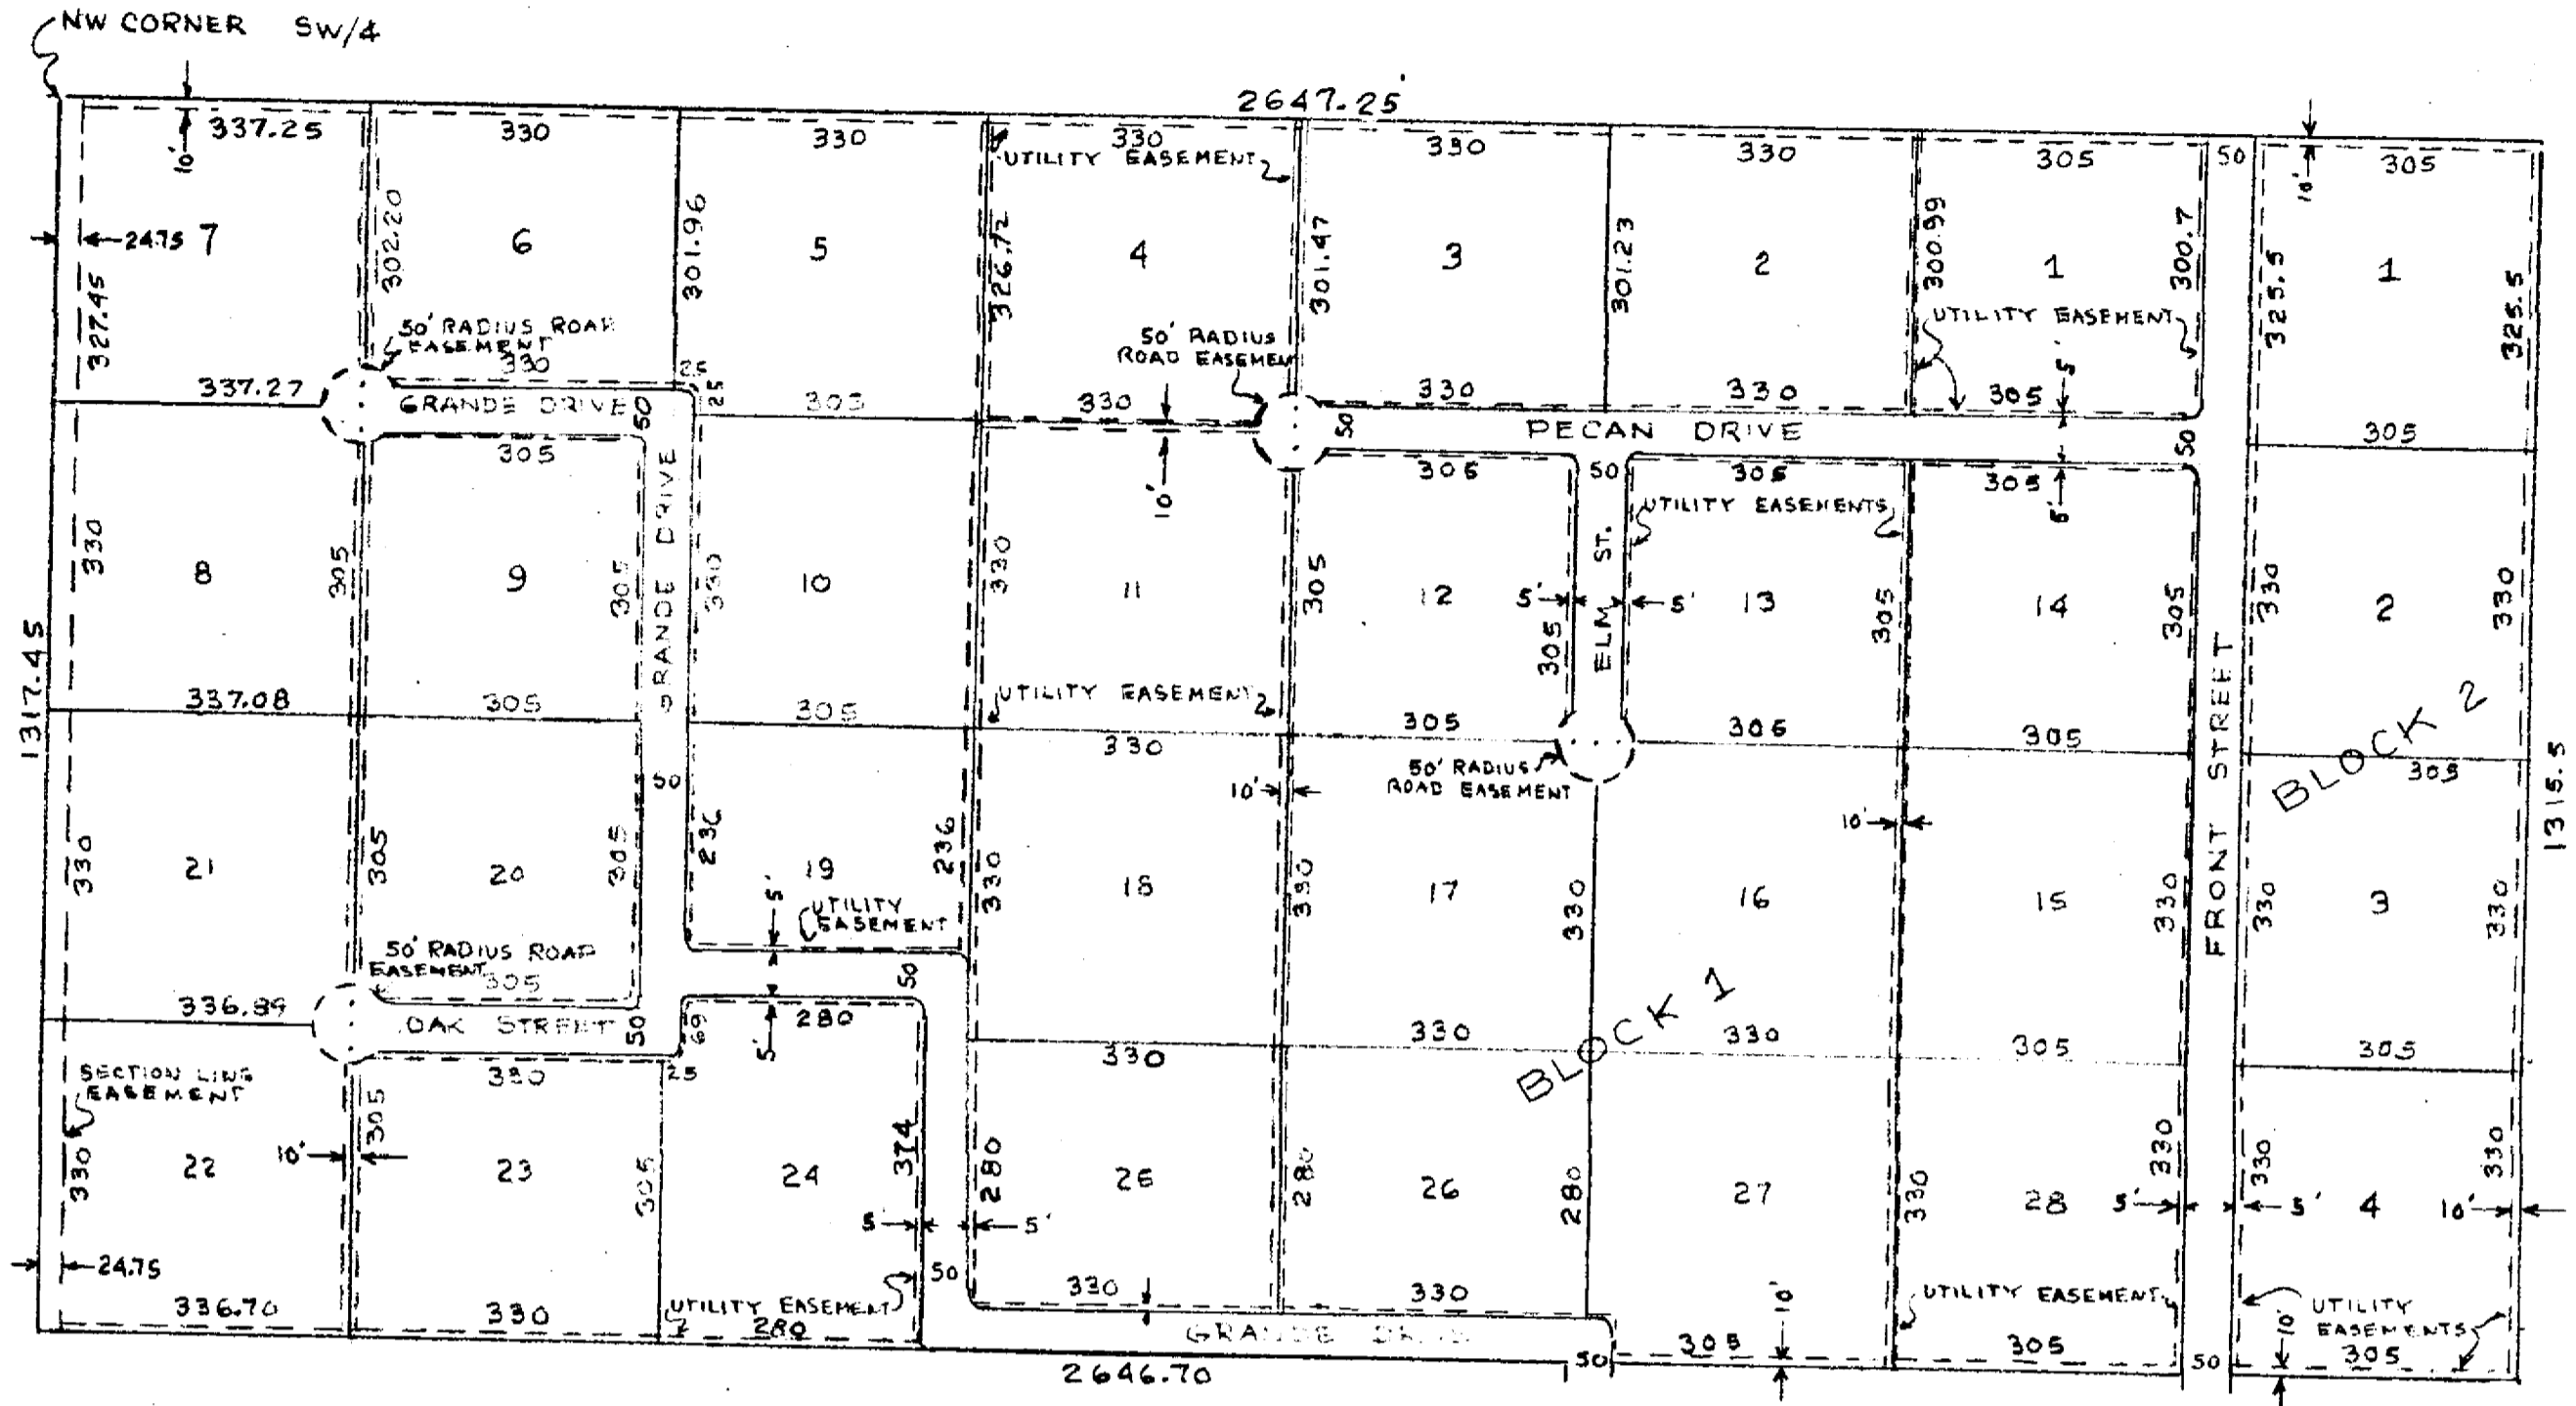 NW CORNER SW/4
2647.25'
337.25 330 330 330 330 330 305 50 305
10'
UTILITY EASEMENT
10'
302.20 301.96 326.72 301.47 301.23 300.99 300.7 325.5 325.5
24.75 7 6 5 4 3 2 1 1
327.45
50' RADIUS ROAD
EASEMENT
50' RADIUS
ROAD EASEMEN
UTILITY EASEMENT
5'
330 25
25
337.27 GRANDE DRIVE 50 303 330 330 330 305
305 10' 50 PECAN DRIVE 50 305
305 50 305 305
UTILITY EASEMENTS
5'
GRANDE DRIVE
ELM ST.
330 305 305 330 330 305 305 305 305 330 330
8 9 10 11 12 5' 5' 13 14 2
1317.45
FRONT STREET
BLOCK 2
UTILITY EASEMENT
337.08 305 305 330 305 305 305 305
50' RADIUS
ROAD EASEMENT
50 10' 10'
1315.5
330 305 305 236 236 330 330 330 330 330 330
21 20 19 18 17 16 15 3
5' UTILITY
EASEMENT
50' RADIUS ROAD
EASEMENT
305 50
336.89 OAK STREET 50 69 280 330 330 305 305
5'
BLOCK 1
SECTION LINE
EASEMENT
330 25 330
330 305 305 374 280 280 280 330 330 330 330
22 10' 23 24 26 26 27 28 5' 5' 4 10'
5' 5'
24.75 50
336.70 330 UTILITY EASEMENT 330 330 10' UTILITY EASEMENT UTILITY
EASEMENTS
280 GRANDE 305 305 10' 305
50 50
2646.70